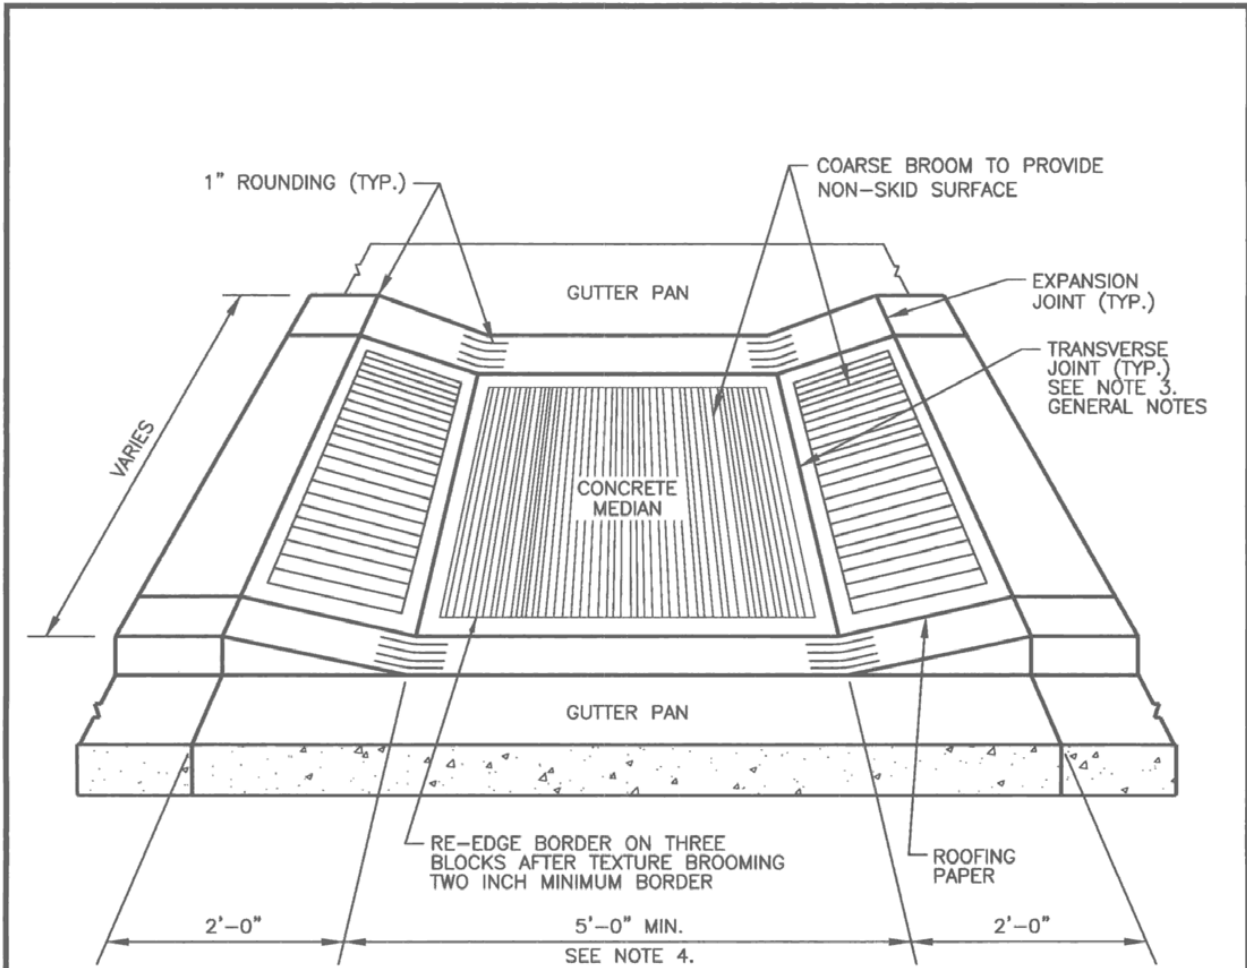 1" ROUNDING (TYP.)
COARSE BROOM TO PROVIDE
NON-SKID SURFACE
GUTTER PAN
EXPANSION
JOINT (TYP.)
TRANSVERSE
JOINT (TYP.)
SEE NOTE 3.
GENERAL NOTES
VARIES
CONCRETE
MEDIAN
GUTTER PAN
RE-EDGE BORDER ON THREE
BLOCKS AFTER TEXTURE BROOMING
TWO INCH MINIMUM BORDER
ROOFING
PAPER
2'-0"
5'-0" MIN.
2'-0"
SEE NOTE 4.